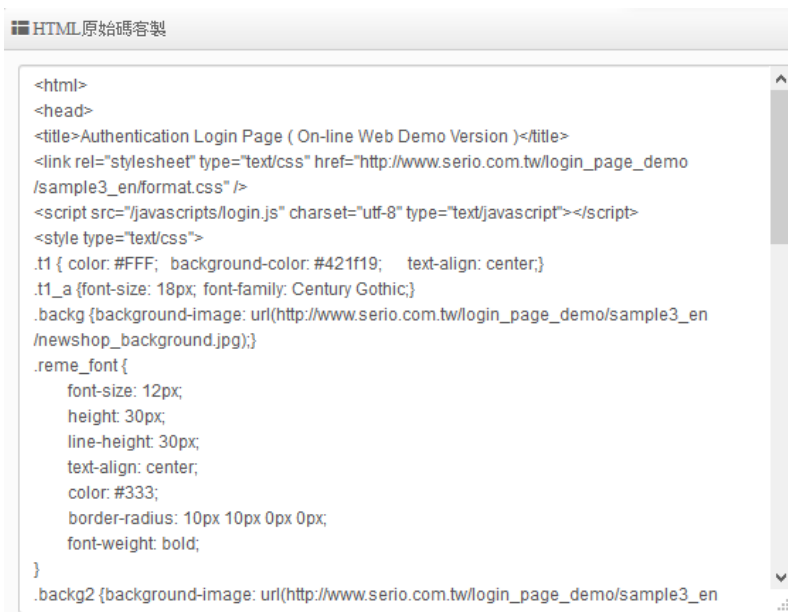 HTML原始碼客製
<html>
<head>
<title>Authentication Login Page ( On-line Web Demo Version )</title>
<link rel="stylesheet" type="text/css" href="http://www.serio.com.tw/login_page_demo
/sample3_en/format.css" />
<script src="/javascripts/login.js" charset="utf-8" type="text/javascript"></script>
<style type="text/css">
.t1 { color: #FFF;   background-color: #421f19;     text-align: center;}
.t1_a {font-size: 18px; font-family: Century Gothic;}
.backg {background-image: url(http://www.serio.com.tw/login_page_demo/sample3_en
/newshop_background.jpg);}
.reme_font {
font-size: 12px;
height: 30px;
line-height: 30px;
text-align: center;
color: #333;
border-radius: 10px 10px 0px 0px;
font-weight: bold;
}
.backg2 {background-image: url(http://www.serio.com.tw/login_page_demo/sample3_en